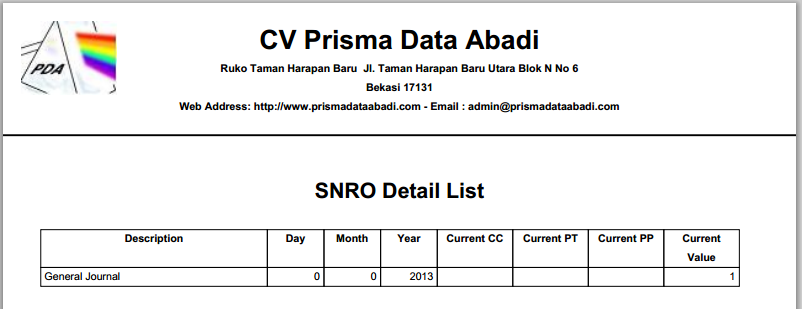 PDA
CV Prisma Data Abadi
Ruko Taman Harapan Baru Jl. Taman Harapan Baru Utara Blok N No 6
Bekasi 17131
Web Address: http://www.prismadataabadi.com - Email : admin@prismadataabadi.com
SNRO Detail List
Description Day Month Year Current CC Current PT Current PP Current Value
General Journal 0 0 2013 1